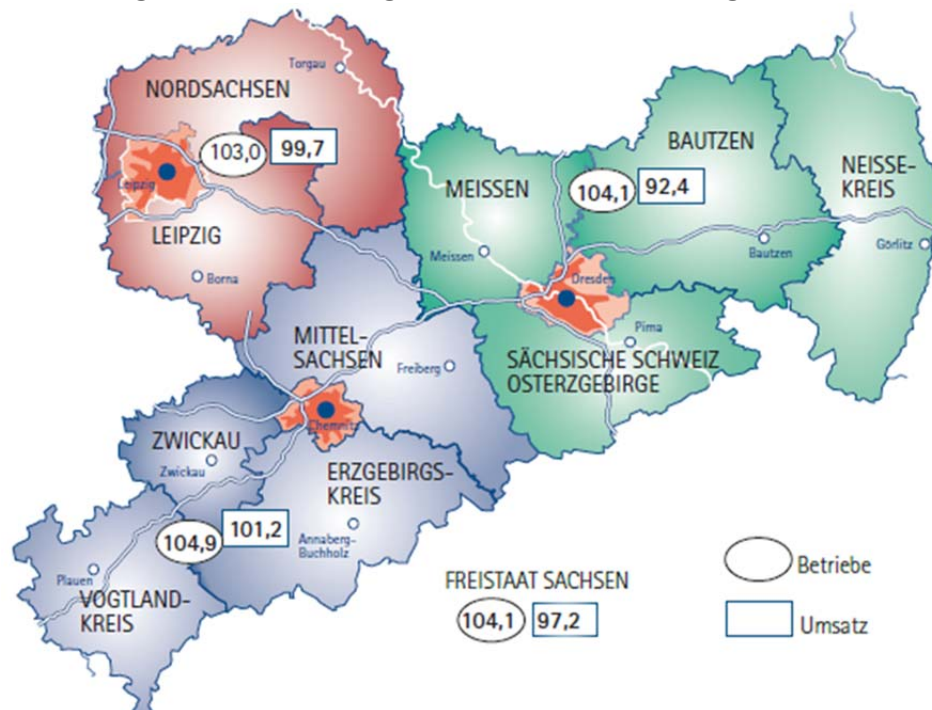 Torgau
NORDSACHSEN
103,0
99,7
Leipzig
LEIPZIG
Borna
MEISSEN
Meissen
104,1
92,4
BAUTZEN
Bautzen
NEISSE-
KREIS
Görlitz
Dresden
Pirna
SÄCHSISCHE SCHWEIZ
OSTERZGEBIRGE
MITTEL-
SACHSEN
Freiberg
Chemnitz
ZWICKAU
Zwickau
ERZGEBIRGS-
KREIS
Annaberg-
Buchholz
104,9
101,2
Plauen
VOGTLAND-
KREIS
FREISTAAT SACHSEN
104,1
97,2
Betriebe
Umsatz